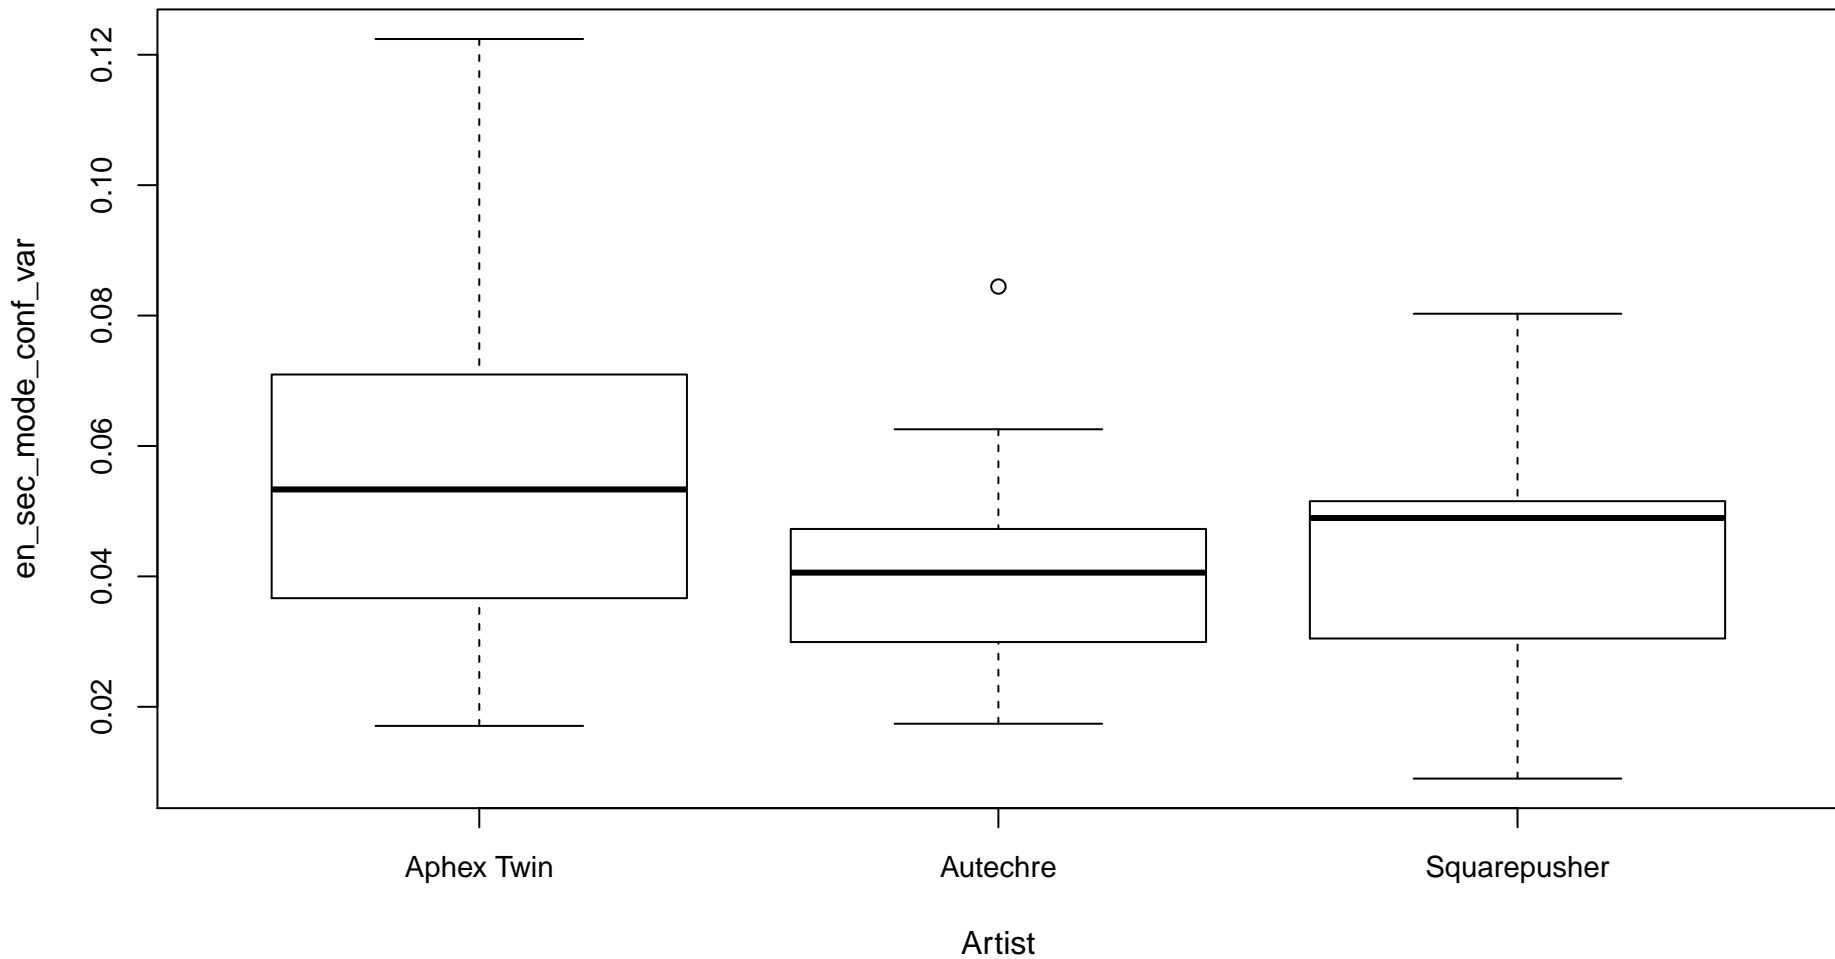 en_sec_mode_conf_var
0.12
0.10
0.08
0.06
0.04
0.02
Aphex Twin
Autechre
Squarepusher
Artist